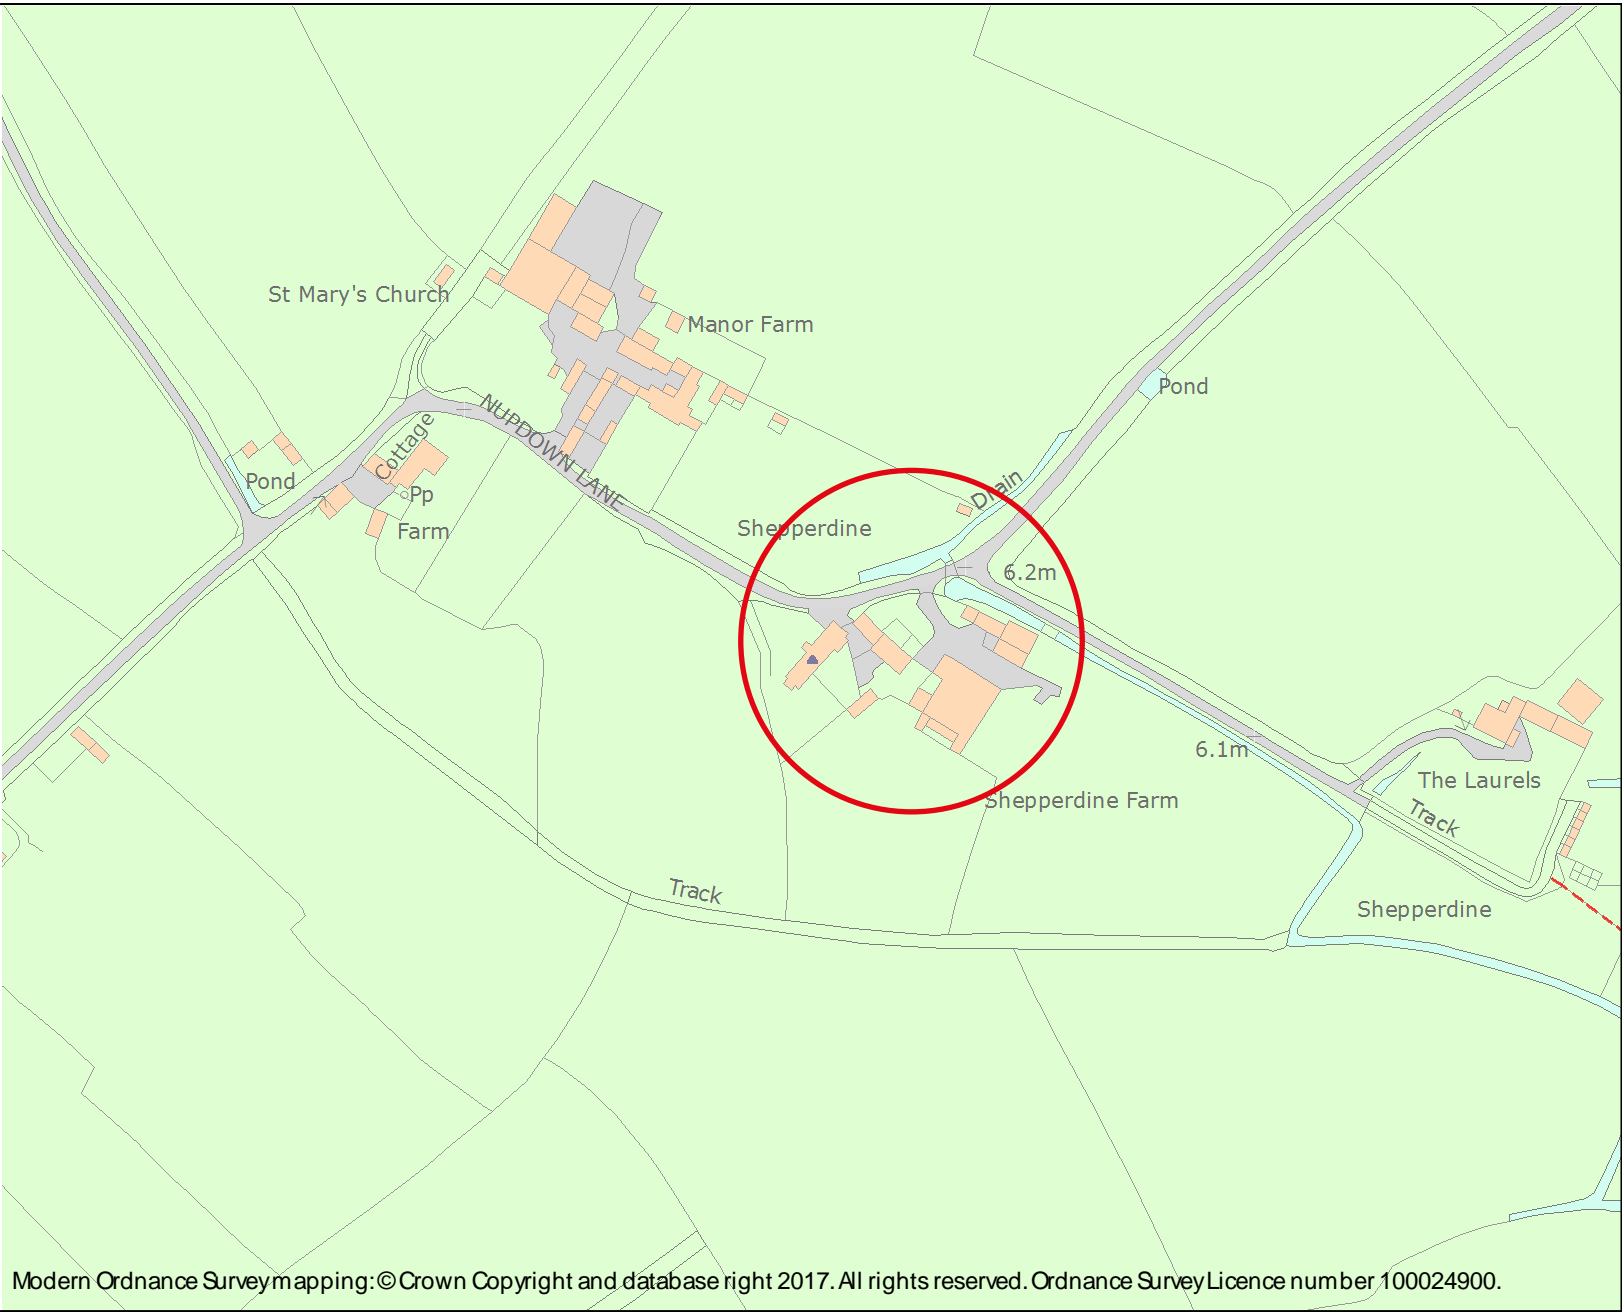 St Mary's Church
Manor Farm
Pond
NUPDOWN LANE
Cottage
Pond
Pp
Drain
Farm
Shepperdine
6.2m
6.1m
The Laurels
Shepperdine Farm
Track
Track
Shepperdine
Modern Ordnance Survey mapping: © Crown Copyright and database right 2017. All rights reserved. Ordnance Survey Licence number 100024900.